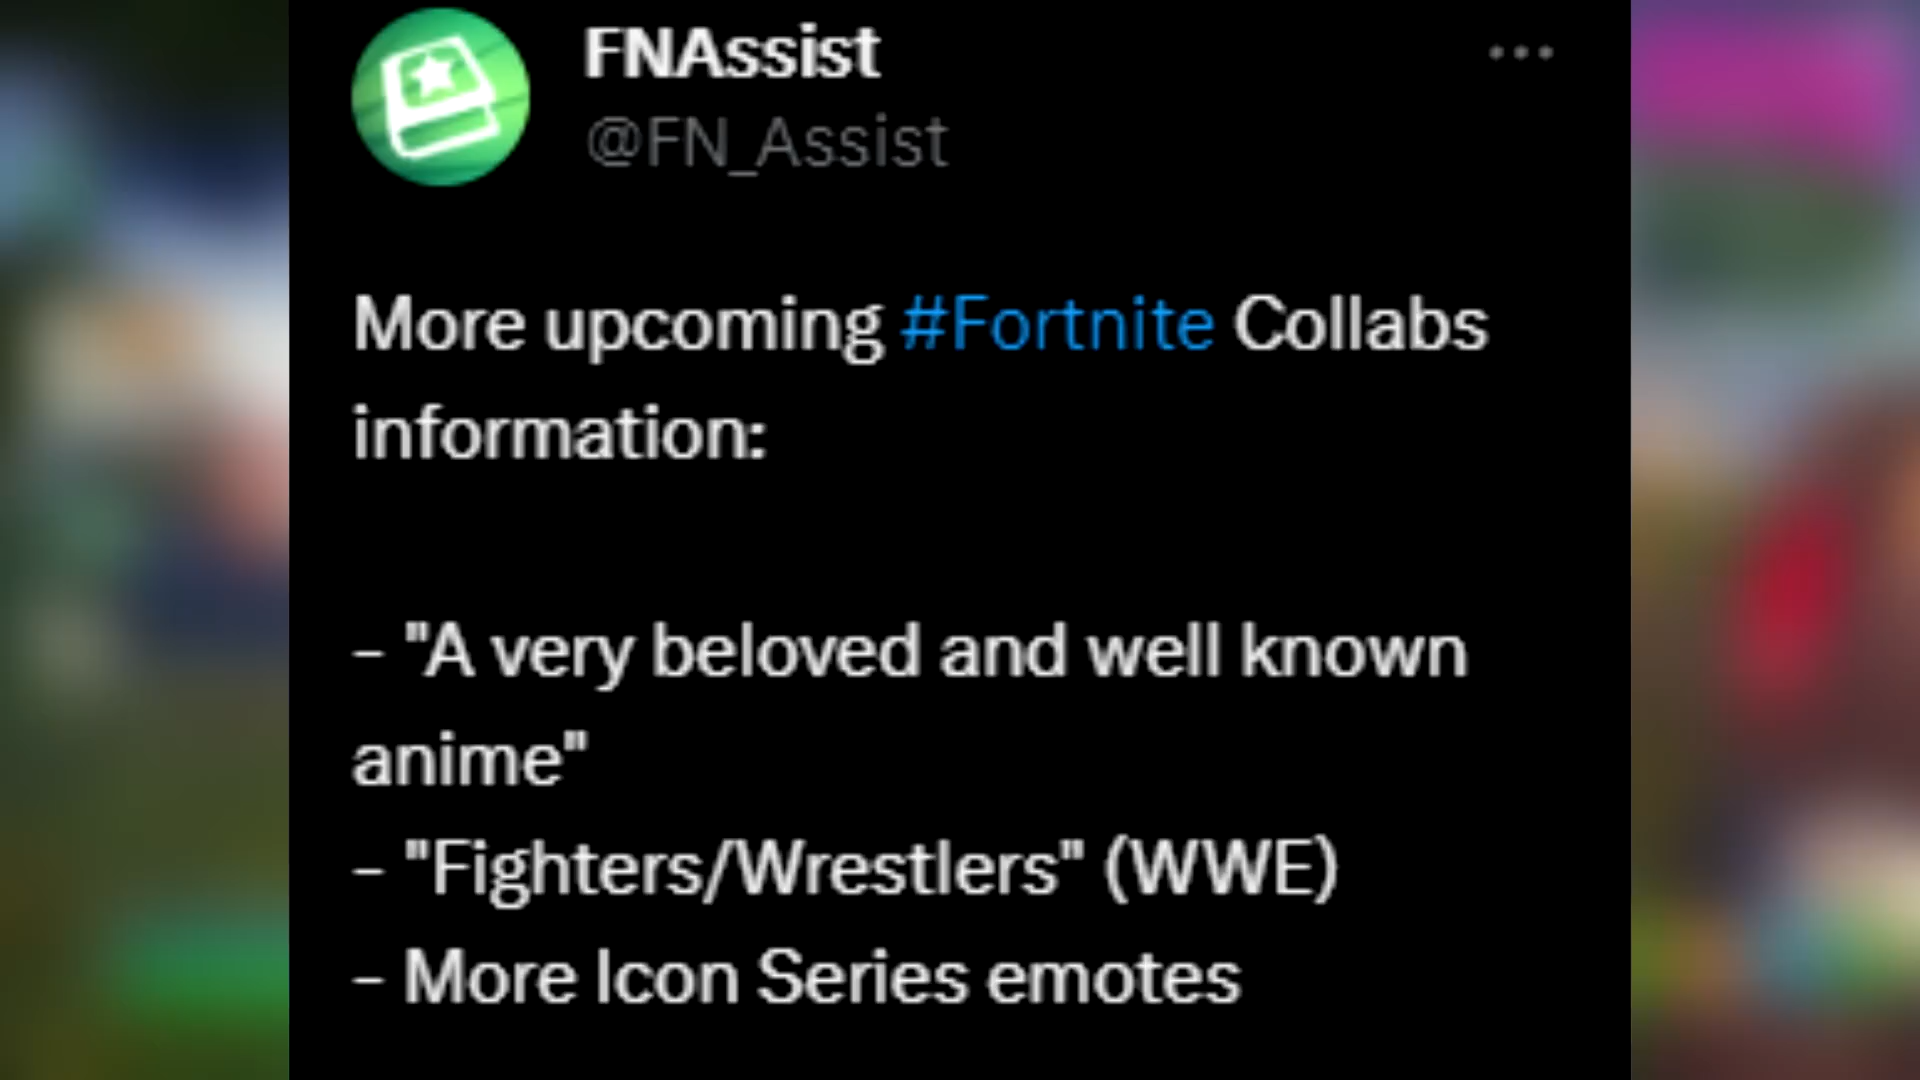 FNAssist
@FN_Assist
More upcoming #Fortnite Collabs
information:
- "A very beloved and well known
anime"
- "Fighters/Wrestlers" (WWE)
- More Icon Series emotes